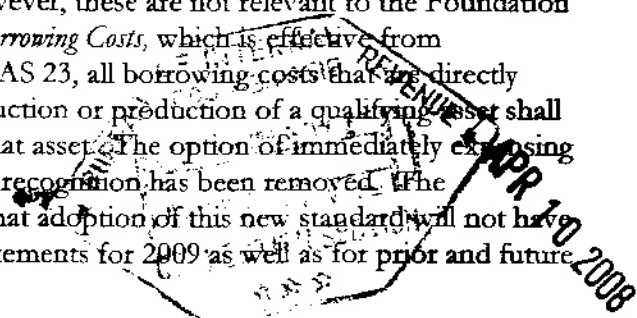 vever, these are not relevant to the Foundation
rrowing Costs, which is effective from
AS 23, all borrowing costs that are directly
uction or production of a qualifying asset shall
at asset. The option of immediately expensing
recognition has been removed. The
hat adoption of this new standard will not have
tements for 2009 as well as for prior and future
REVENUE
APR 10 2008